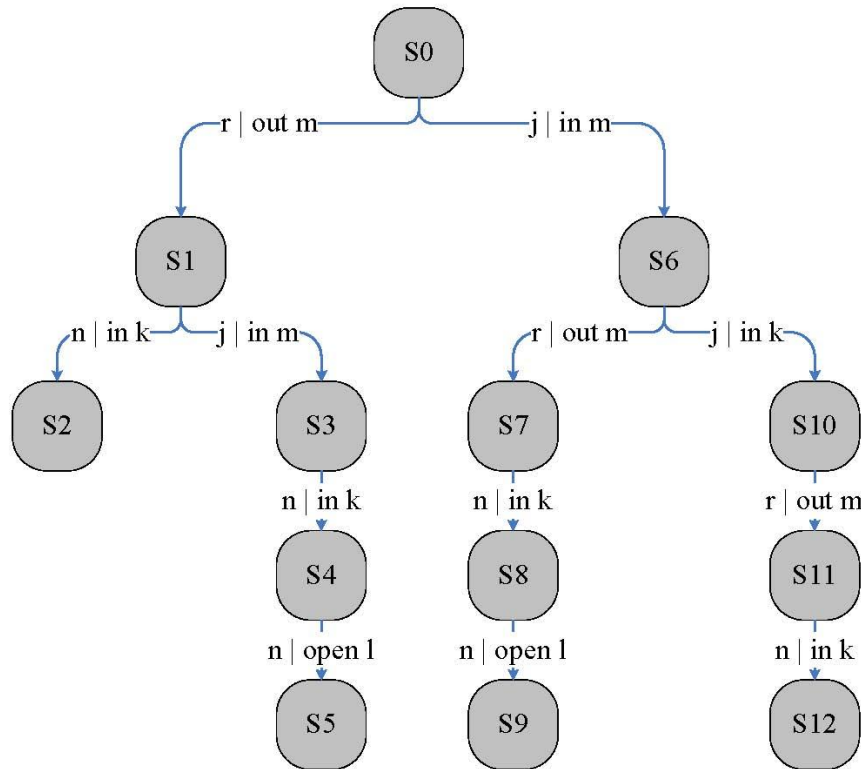 S0
r | out m
j | in m
S1
S6
n | in k
j | in m
r | out m
j | in k
S2
S3
S7
S10
n | in k
n | in k
r | out m
S4
S8
S11
n | open l
n | open l
n | in k
S5
S9
S12